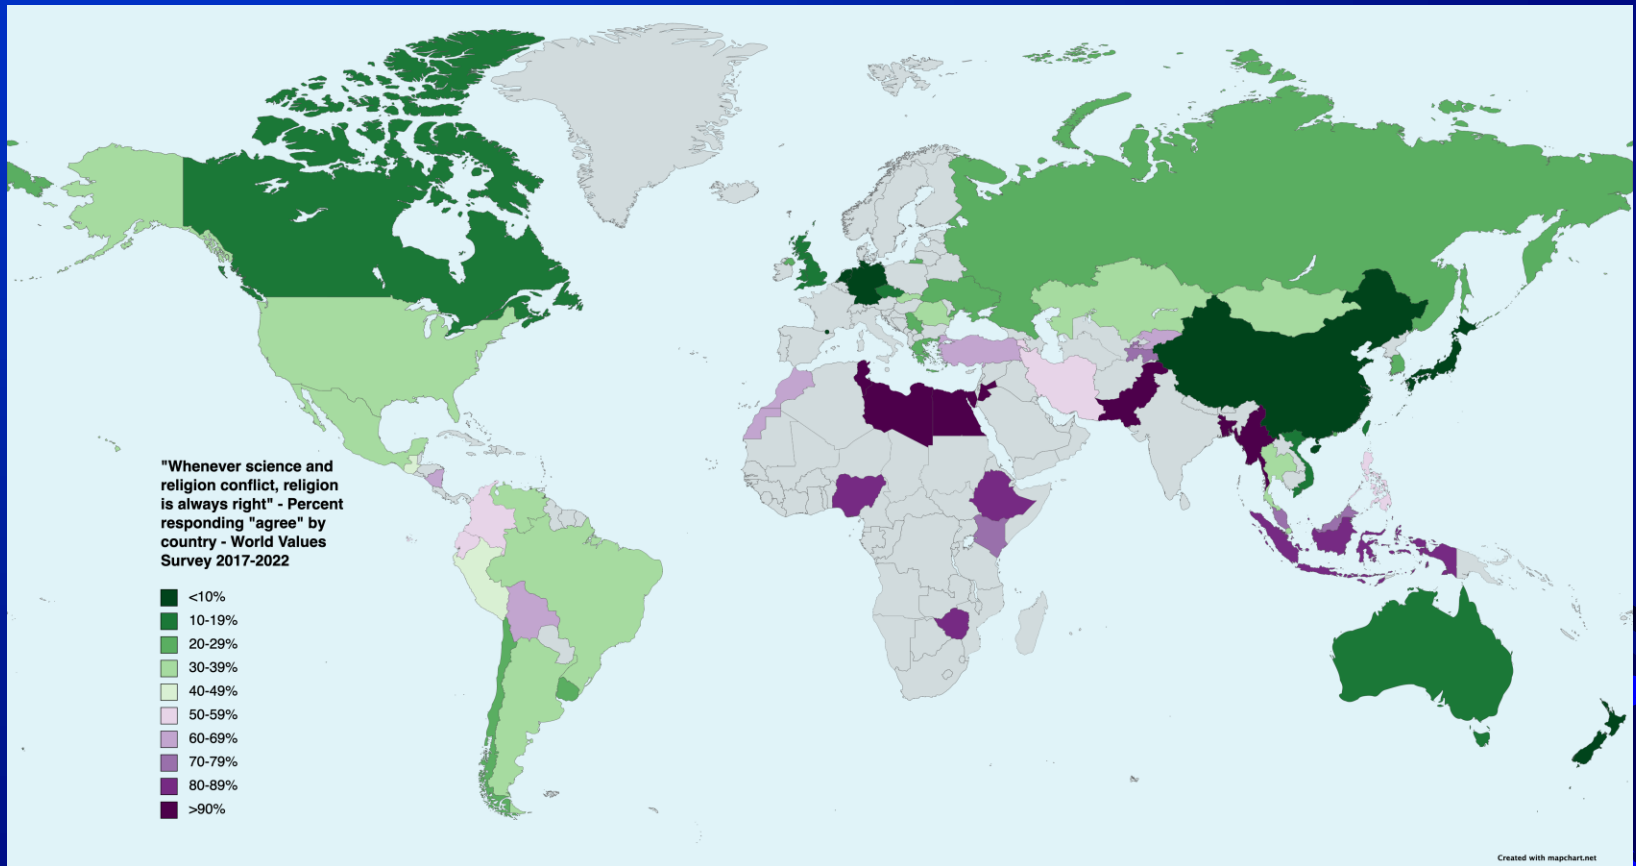 "Whenever science and
religion conflict, religion
is always right" - Percent
responding "agree" by
country - World Values
Survey 2017-2022
<10%
10-19%
20-29%
30-39%
40-49%
50-59%
60-69%
70-79%
80-89%
>90%
Created with mapchart.net